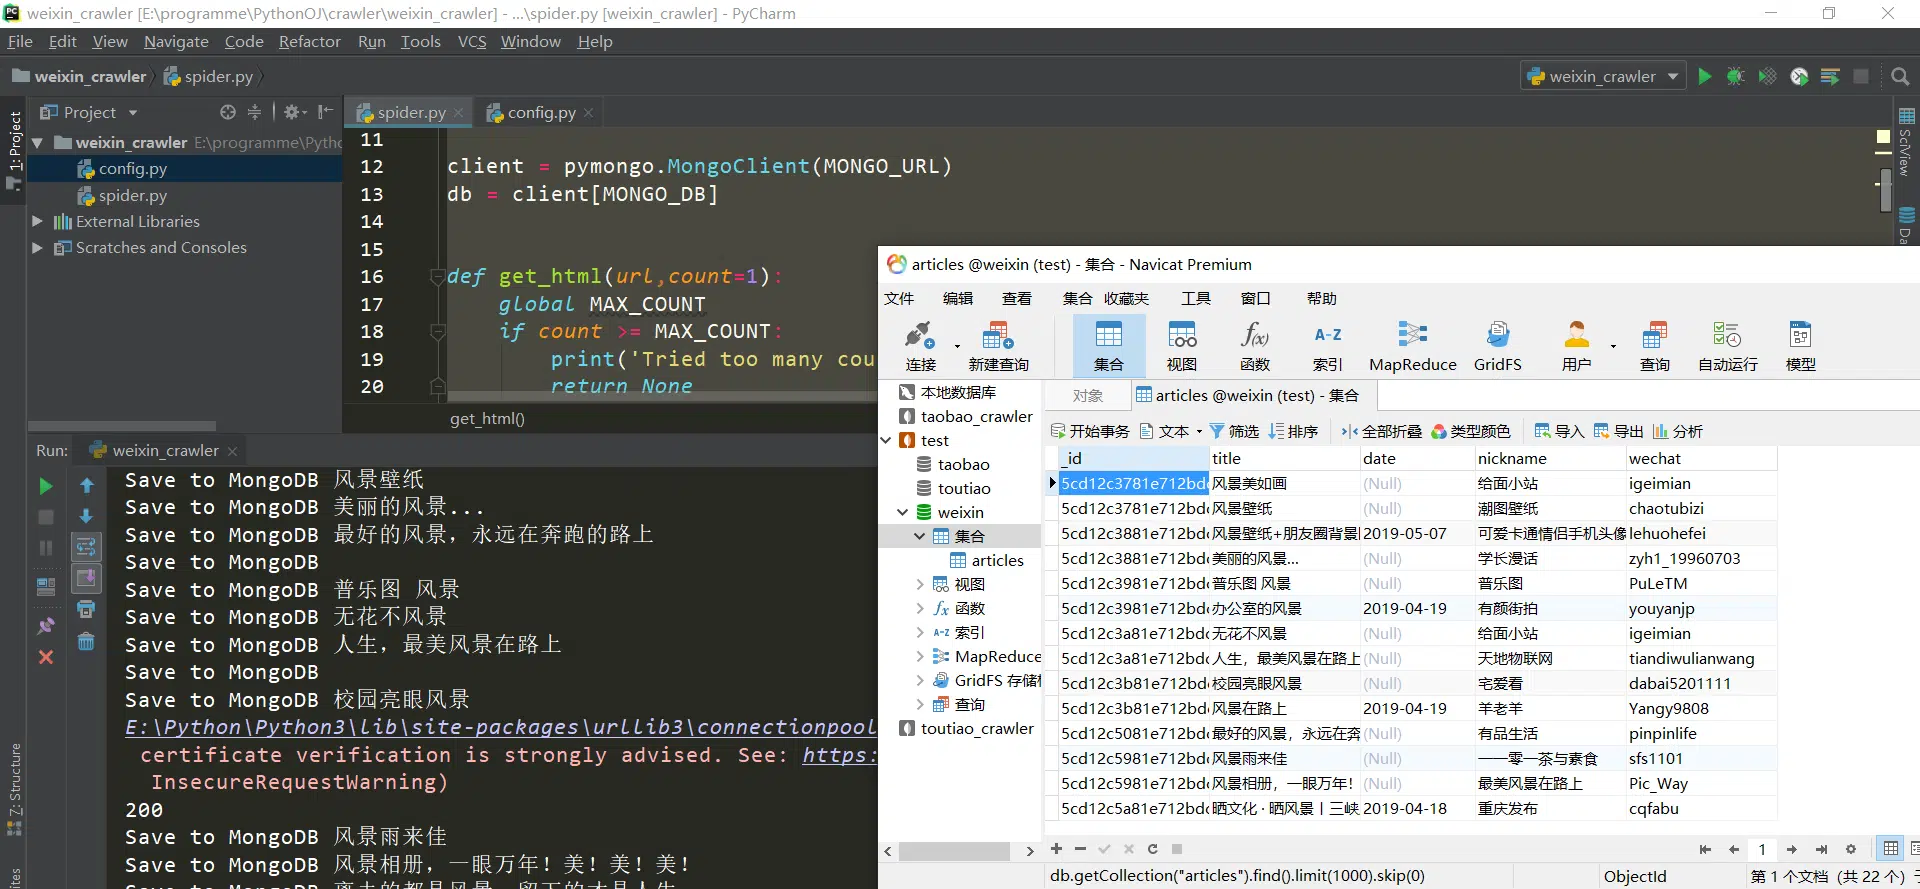 weixin_crawler [E:\programme\PythonOJ\crawler\weixin_crawler] - ...\spider.py [weixin_crawler] - PyCharm
File Edit View Navigate Code Refactor Run Tools VCS Window Help
weixin_crawler spider.py
weixin_crawler
Project
spider.py config.py
1: Project
weixin_crawler E:\programme\Pytho
config.py
spider.py
External Libraries
Scratches and Consoles
SciView
Da
11
12 client = pymongo.MongoClient(MONGO_URL)
13 db = client[MONGO_DB]
14
15
16 def get_html(url,count=1):
17 global MAX_COUNT
18 if count >= MAX_COUNT:
19 print('Tried too many cou
20 return None
get_html()
Run: weixin_crawler
Save to MongoDB 风景壁纸
Save to MongoDB 美丽的风景...
Save to MongoDB 最好的风景，永远在奔跑的路上
Save to MongoDB
Save to MongoDB 普乐图 风景
Save to MongoDB 无花不风景
Save to MongoDB 人生，最美风景在路上
Save to MongoDB
Save to MongoDB 校园亮眼风景
E:\Python\Python3\lib\site-packages\urllib3\connectionpool
certificate verification is strongly advised. See: https:
InsecureRequestWarning)
200
Save to MongoDB 风景雨来佳
Save to MongoDB 风景相册，一眼万年！美！美！美！
Z: Structure
articles @weixin (test) - 集合 - Navicat Premium
文件 编辑 查看 集合 收藏夹 工具 窗口 帮助
连接 新建查询 集合 视图 函数 索引 MapReduce GridFS 用户 查询 自动运行 模型
本地数据库
taobao_crawler
test
taobao
toutiao
weixin
集合
articles
视图
函数
索引
MapReduce
GridFS 存储
查询
toutiao_crawler
对象 articles @weixin (test) - 集合
开始事务 文本 筛选 排序 全部折叠 类型颜色 导入 导出 分析
_id title date nickname wechat
5cd12c3781e712bd 风景美如画 (Null) 给面小站 igeimian
5cd12c3781e712bd 风景壁纸 (Null) 潮图壁纸 chaotubizi
5cd12c3881e712bd 风景壁纸+朋友圈背景 2019-05-07 可爱卡通情侣手机头像 lehuohefei
5cd12c3881e712bd 美丽的风景... (Null) 学长漫话 zyh1_19960703
5cd12c3981e712bd 普乐图 风景 (Null) 普乐图 PuLeTM
5cd12c3981e712bd 办公室的风景 2019-04-19 有颜街拍 youyanjp
5cd12c3a81e712bd 无花不风景 (Null) 给面小站 igeimian
5cd12c3a81e712bd 人生，最美风景在路上 (Null) 天地物联网 tiandiwulianwang
5cd12c3b81e712bd 校园亮眼风景 (Null) 宅爱看 dabai5201111
5cd12c3b81e712bd 风景在路上 2019-04-19 羊老羊 Yangy9808
5cd12c5081e712bd 最好的风景，永远在奔 (Null) 有品生活 pinpinlife
5cd12c5981e712bd 风景雨来佳 (Null) 一一零一茶与素食 sfs1101
5cd12c5981e712bd 风景相册，一眼万年！ (Null) 最美风景在路上 Pic_Way
5cd12c5a81e712bd 晒文化·晒风景丨三峡 2019-04-18 重庆发布 cqfabu
1
db.getCollection("articles").find().limit(1000).skip(0) ObjectId 第 1 个文档 (共 22 个)